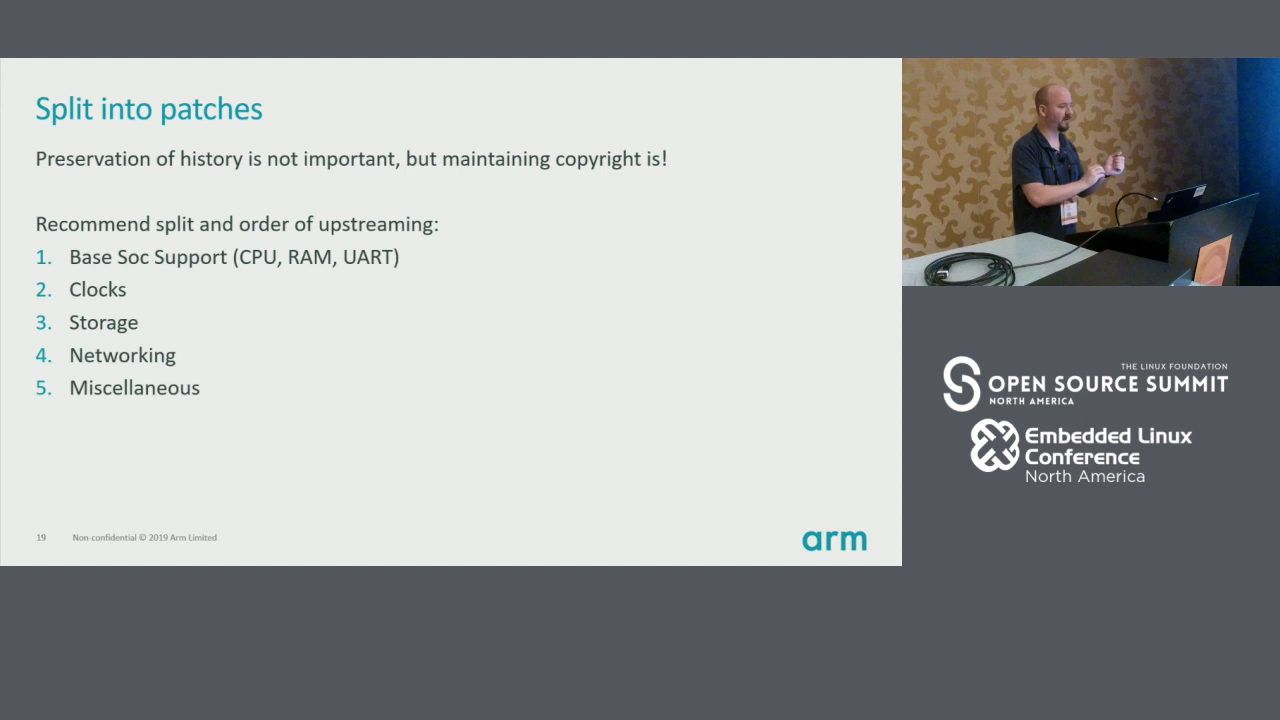 Split into patches
Preservation of history is not important, but maintaining copyright is!
Recommend split and order of upstreaming:
1. Base Soc Support (CPU, RAM, UART)
2. Clocks
3. Storage
4. Networking
5. Miscellaneous
19 Non-confidential © 2019 Arm Limited
arm
THE LINUX FOUNDATION
OPEN SOURCE SUMMIT
NORTH AMERICA
Embedded Linux
Conference
North America